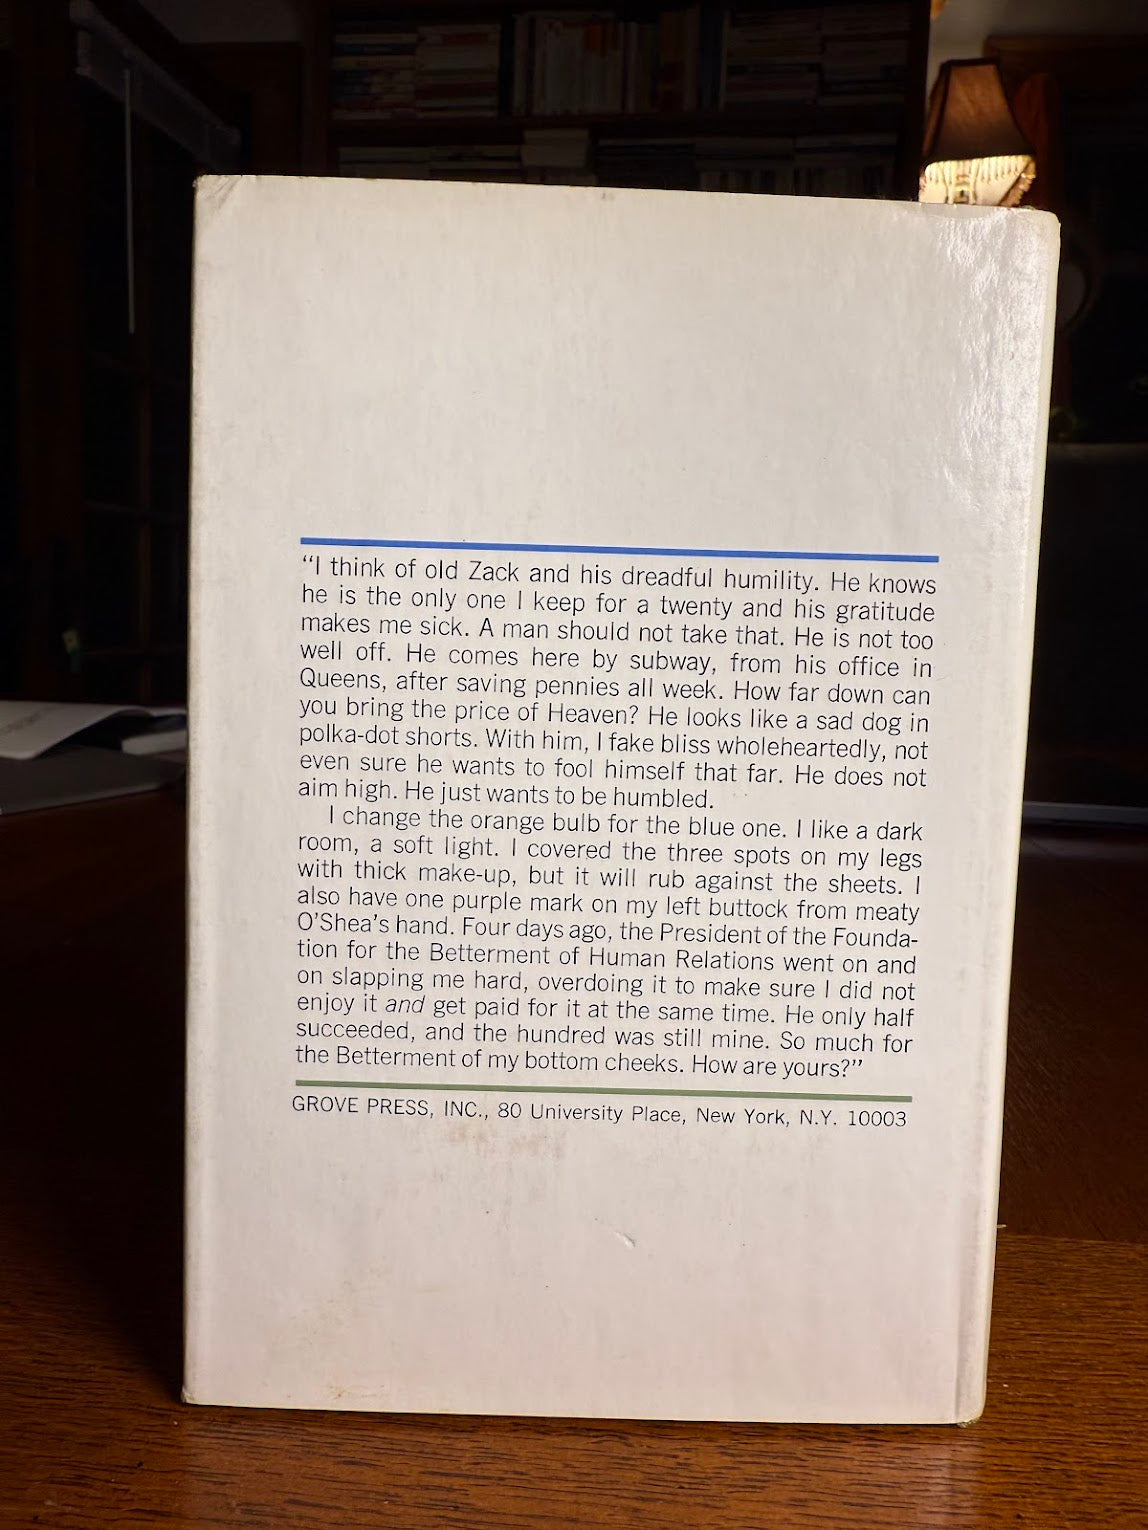 “I think of old Zack and his dreadful humility. He knows
he is the only one I keep for a twenty and his gratitude
makes me sick. A man should not take that. He is not too
well off. He comes here by subway, from his office in
Queens, after saving pennies all week. How far down can
you bring the price of Heaven? He looks like a sad dog in
polka-dot shorts. With him, I fake bliss wholeheartedly, not
even sure he wants to fool himself that far. He does not
aim high. He just wants to be humbled.
I change the orange bulb for the blue one. I like a dark
room, a soft light. I covered the three spots on my legs
with thick make-up, but it will rub against the sheets. I
also have one purple mark on my left buttock from meaty
O’Shea’s hand. Four days ago, the President of the Founda-
tion for the Betterment of Human Relations went on and
on slapping me hard, overdoing it to make sure I did not
enjoy it and get paid for it at the same time. He only half
succeeded, and the hundred was still mine. So much for
the Betterment of my bottom cheeks. How are yours?”
GROVE PRESS, INC., 80 University Place, New York, N.Y. 10003